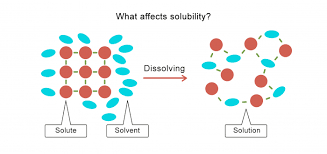 What affects solubility?
Dissolving
Solute
Solvent
Solution